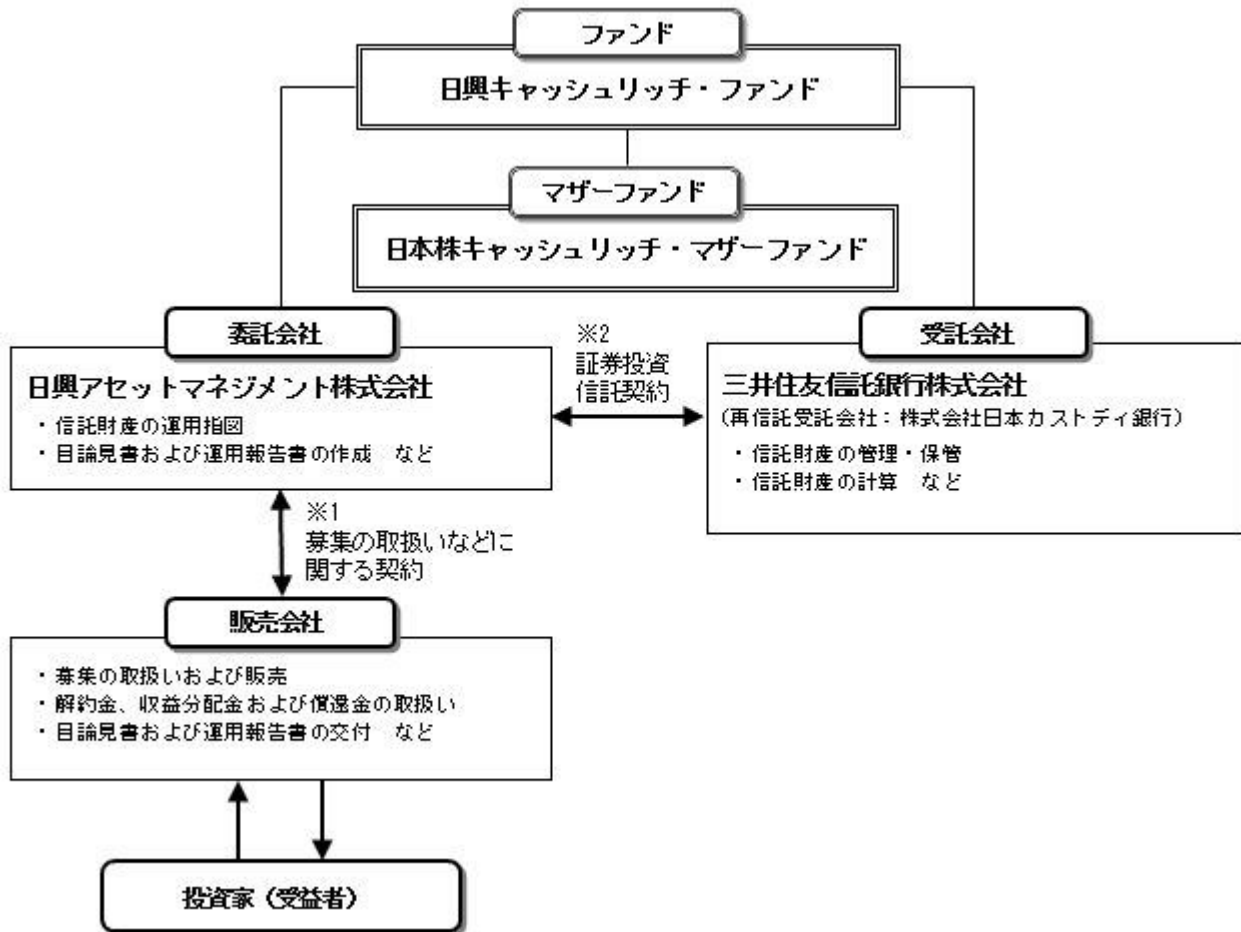 ファンド
日興キャッシュリッチ・ファンド
マザーファンド
日本株キャッシュリッチ・マザーファンド
委託会社
日興アセットマネジメント株式会社
・信託財産の運用指図
・目論見書および運用報告書の作成　など
※2
証券投資
信託契約
受託会社
三井住友信託銀行株式会社
(再信託受託会社：株式会社日本カストディ銀行)
・信託財産の管理・保管
・信託財産の計算　など
※1
募集の取扱いなどに
関する契約
販売会社
・募集の取扱いおよび販売
・解約金、収益分配金および償還金の取扱い
・目論見書および運用報告書の交付　など
投資家（受益者）